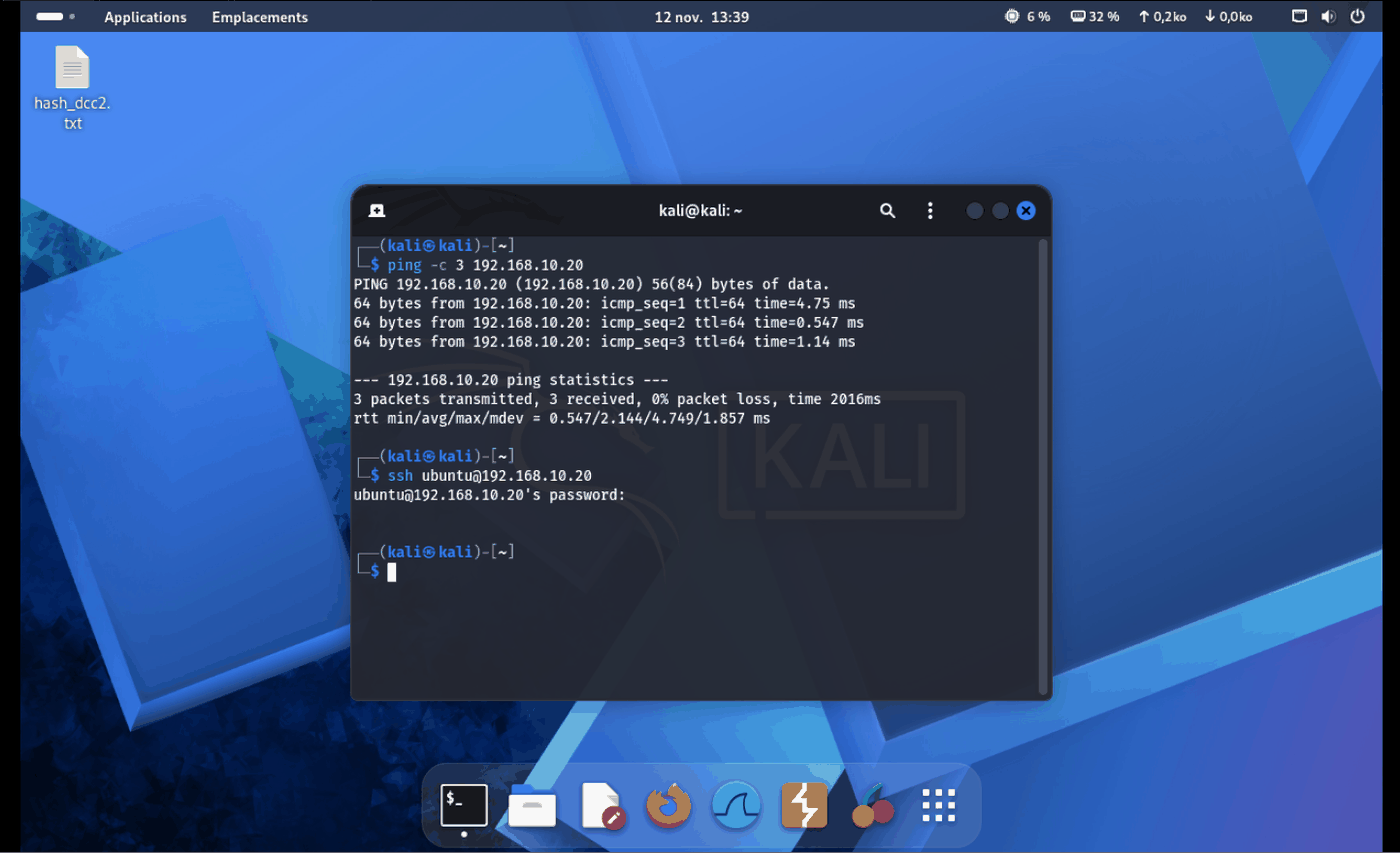 Applications Emplacements 12 nov. 13:39 6 % 32 % 0,2ko 0,0ko
hash_dcc2.
txt
kali@kali: ~
┌──(kali㉿kali)-[~]
└─$ ping -c 3 192.168.10.20
PING 192.168.10.20 (192.168.10.20) 56(84) bytes of data.
64 bytes from 192.168.10.20: icmp_seq=1 ttl=64 time=4.75 ms
64 bytes from 192.168.10.20: icmp_seq=2 ttl=64 time=0.547 ms
64 bytes from 192.168.10.20: icmp_seq=3 ttl=64 time=1.14 ms
--- 192.168.10.20 ping statistics ---
3 packets transmitted, 3 received, 0% packet loss, time 2016ms
rtt min/avg/max/mdev = 0.547/2.144/4.749/1.857 ms
┌──(kali㉿kali)-[~]
└─$ ssh ubuntu@192.168.10.20
ubuntu@192.168.10.20's password:
┌──(kali㉿kali)-[~]
└─$
KALI
$_